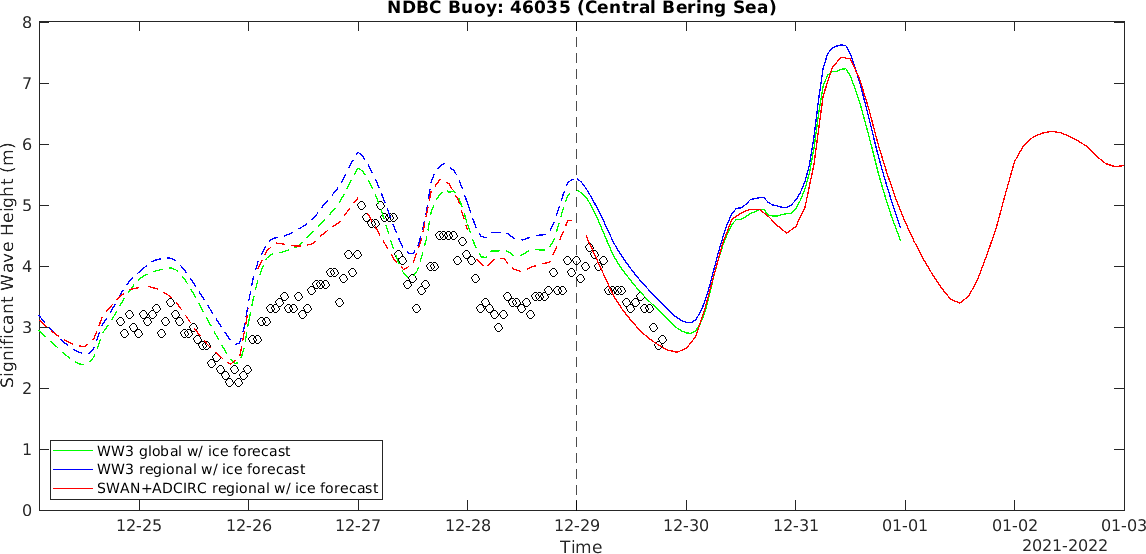 NDBC Buoy: 46035 (Central Bering Sea)
8
7
6
5
4
3
2
1
0
Significant Wave Height (m)
WW3 global w/ ice forecast
WW3 regional w/ ice forecast
SWAN+ADCIRC regional w/ ice forecast
12-25 12-26 12-27 12-28 12-29 12-30 12-31 01-01 01-02 01-03
Time
2021-2022